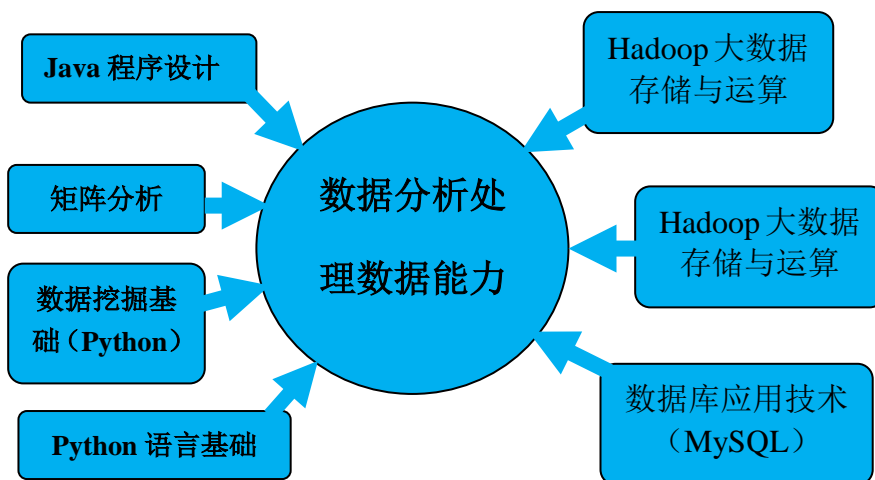 Java 程序设计
矩阵分析
数据挖掘基
础（Python）
Python 语言基础
数据分析处
理数据能力
Hadoop 大数据
存储与运算
Hadoop 大数据
存储与运算
数据库应用技术
（MySQL）